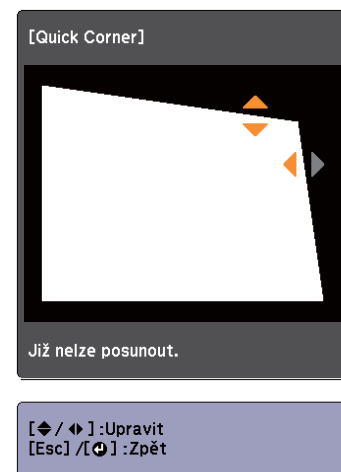 [Quick Corner]
Již nelze posunout.
[◆/◆] :Upravit
[Esc] /[⮌] :Zpět